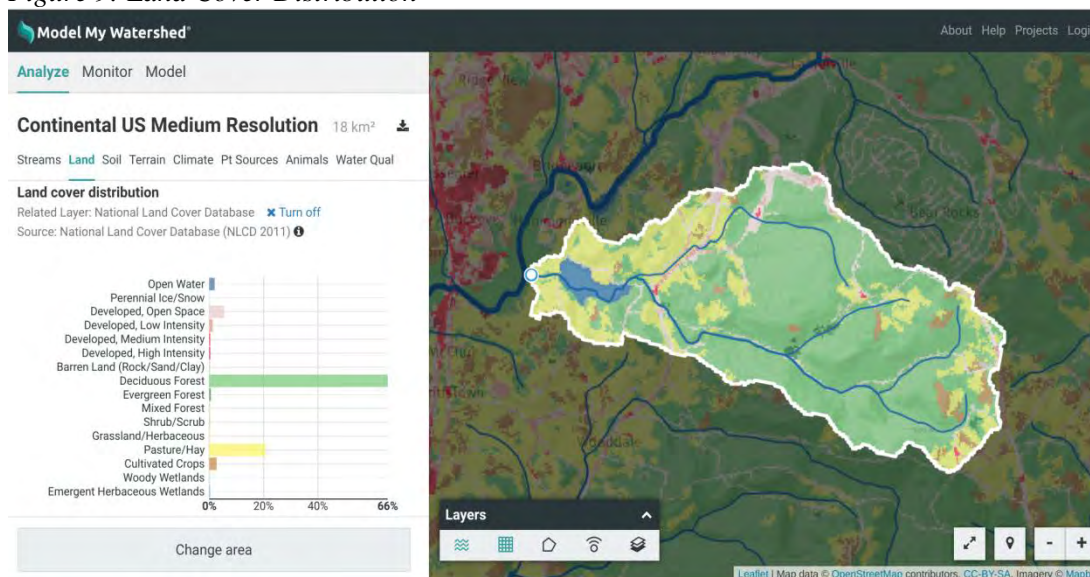 Figure 9: Land Cover Distribution
Model My Watershed®
About Help Projects Logi
Analyze Monitor Model
Continental US Medium Resolution 18 km²
Streams Land Soil Terrain Climate Pt Sources Animals Water Qual
Land cover distribution
Related Layer: National Land Cover Database × Turn off
Source: National Land Cover Database (NLCD 2011)
Open Water
Perennial Ice/Snow
Developed, Open Space
Developed, Low Intensity
Developed, Medium Intensity
Developed, High Intensity
Barren Land (Rock/Sand/Clay)
Deciduous Forest
Evergreen Forest
Mixed Forest
Shrub/Scrub
Grassland/Herbaceous
Pasture/Hay
Cultivated Crops
Woody Wetlands
Emergent Herbaceous Wetlands
0% 20% 40% 66%
Change area
Ridge View
Bear Rocks
Wooddale
Layers
- +
Leaflet | Map data © OpenStreetMap contributors, CC-BY-SA, Imagery ©